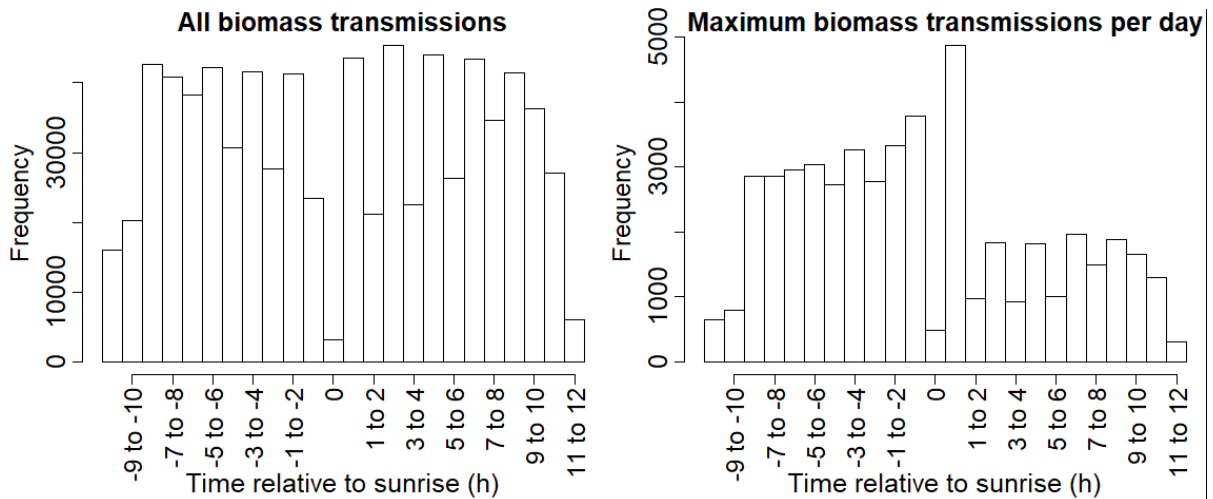 All biomass transmissions
Frequency
0
10000
30000
-9 to -10
-7 to -8
-5 to -6
-3 to -4
-1 to -2
0
1 to 2
3 to 4
5 to 6
7 to 8
9 to 10
11 to 12
Time relative to sunrise (h)
Maximum biomass transmissions per day
Frequency
0
1000
3000
5000
-9 to -10
-7 to -8
-5 to -6
-3 to -4
-1 to -2
0
1 to 2
3 to 4
5 to 6
7 to 8
9 to 10
11 to 12
Time relative to sunrise (h)